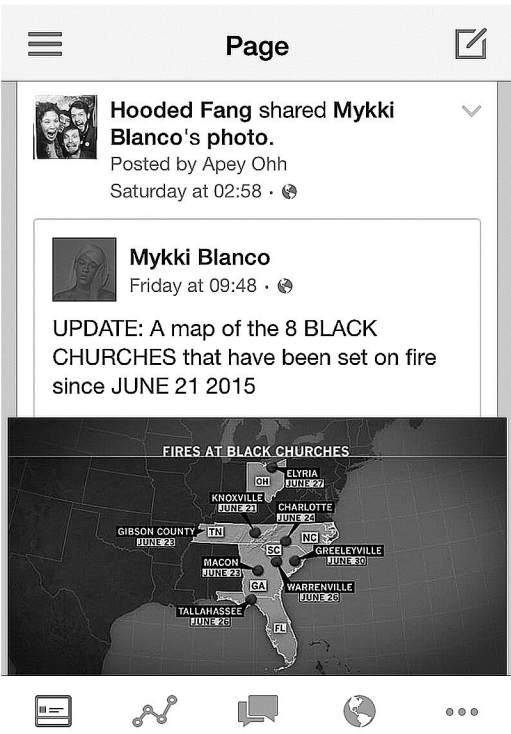 Page
Hooded Fang shared Mykki
Blanco's photo.
Posted by Apey Ohh
Saturday at 02:58 ·
Mykki Blanco
Friday at 09:48 ·
UPDATE: A map of the 8 BLACK
CHURCHES that have been set on fire
since JUNE 21 2015
FIRES AT BLACK CHURCHES
ELYRIA
JUNE 27
OH
KNOXVILLE
JUNE 21
CHARLOTTE
JUNE 24
GIBSON COUNTY
JUNE 23
TN
NC
SC
GREELEYVILLE
JUNE 30
MACON
JUNE 23
GA
WARRENVILLE
JUNE 26
TALLAHASSEE
JUNE 26
FL